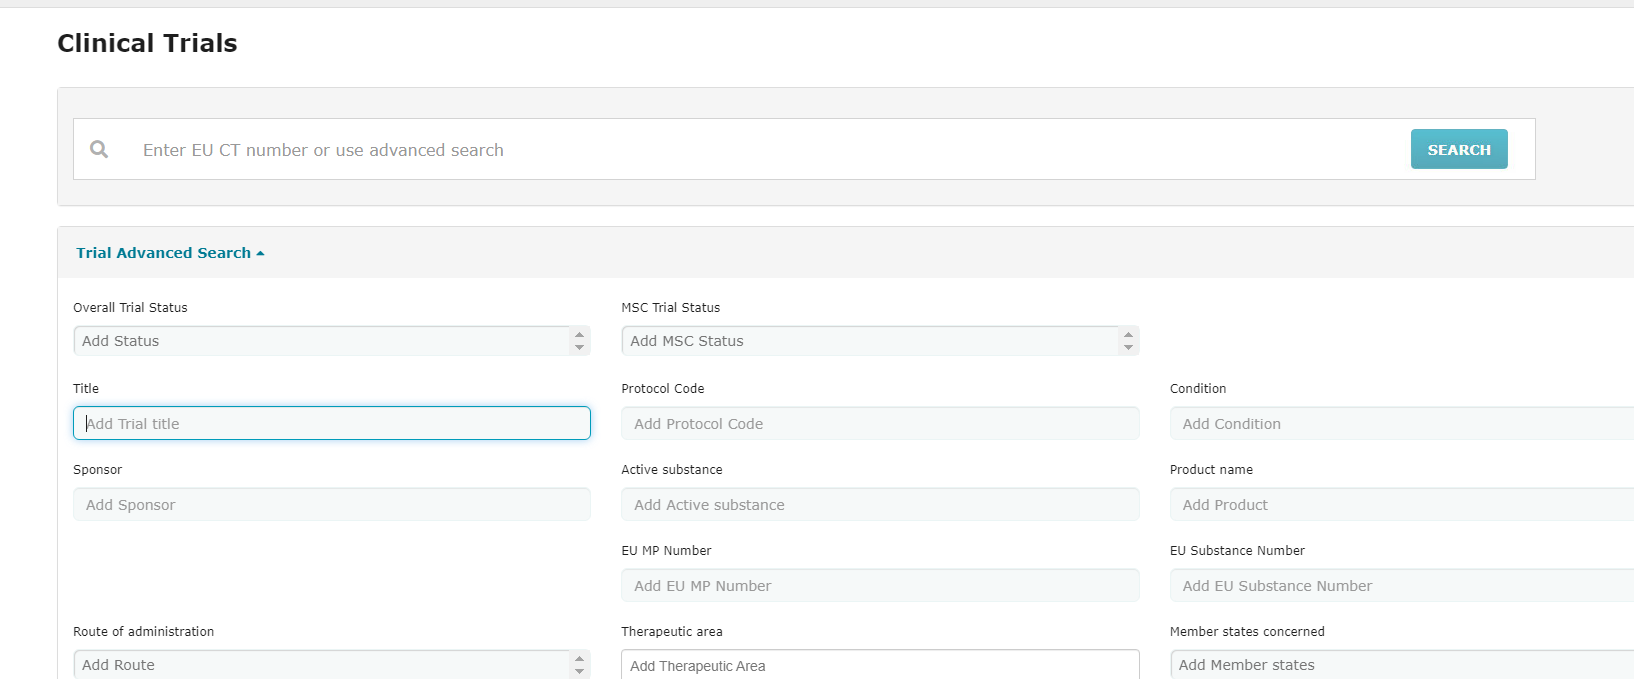 Clinical Trials
Enter EU CT number or use advanced search
SEARCH
Trial Advanced Search
Overall Trial Status
MSC Trial Status
Add Status
Add MSC Status
Title
Protocol Code
Condition
Add Trial title
Add Protocol Code
Add Condition
Sponsor
Active substance
Product name
Add Sponsor
Add Active substance
Add Product
EU MP Number
EU Substance Number
Add EU MP Number
Add EU Substance Number
Route of administration
Therapeutic area
Member states concerned
Add Route
Add Therapeutic Area
Add Member states